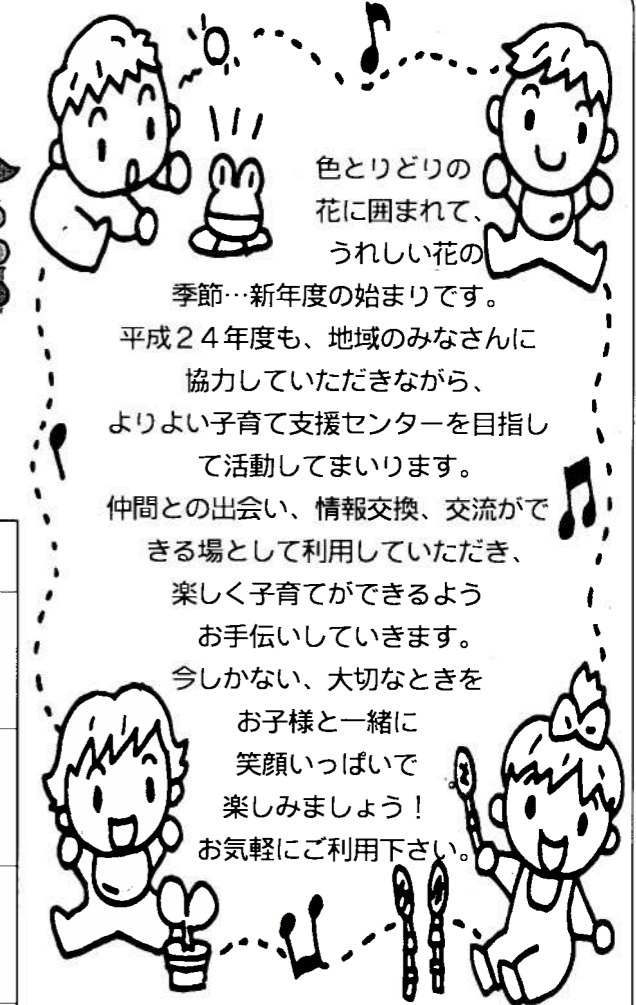 色とりどりの
花に囲まれて、
うれしい花の
季節…新年度の始まりです。
平成２４年度も、地域のみなさんに
協力していただきながら、
よりよい子育て支援センターを目指し
て活動してまいります。
仲間との出会い、情報交換、交流がで
きる場として利用していただき、
楽しく子育てができるよう
お手伝いしていきます。
今しかない、大切なときを
お子様と一緒に
笑顔いっぱいで
楽しみましょう！
お気軽にご利用下さい。